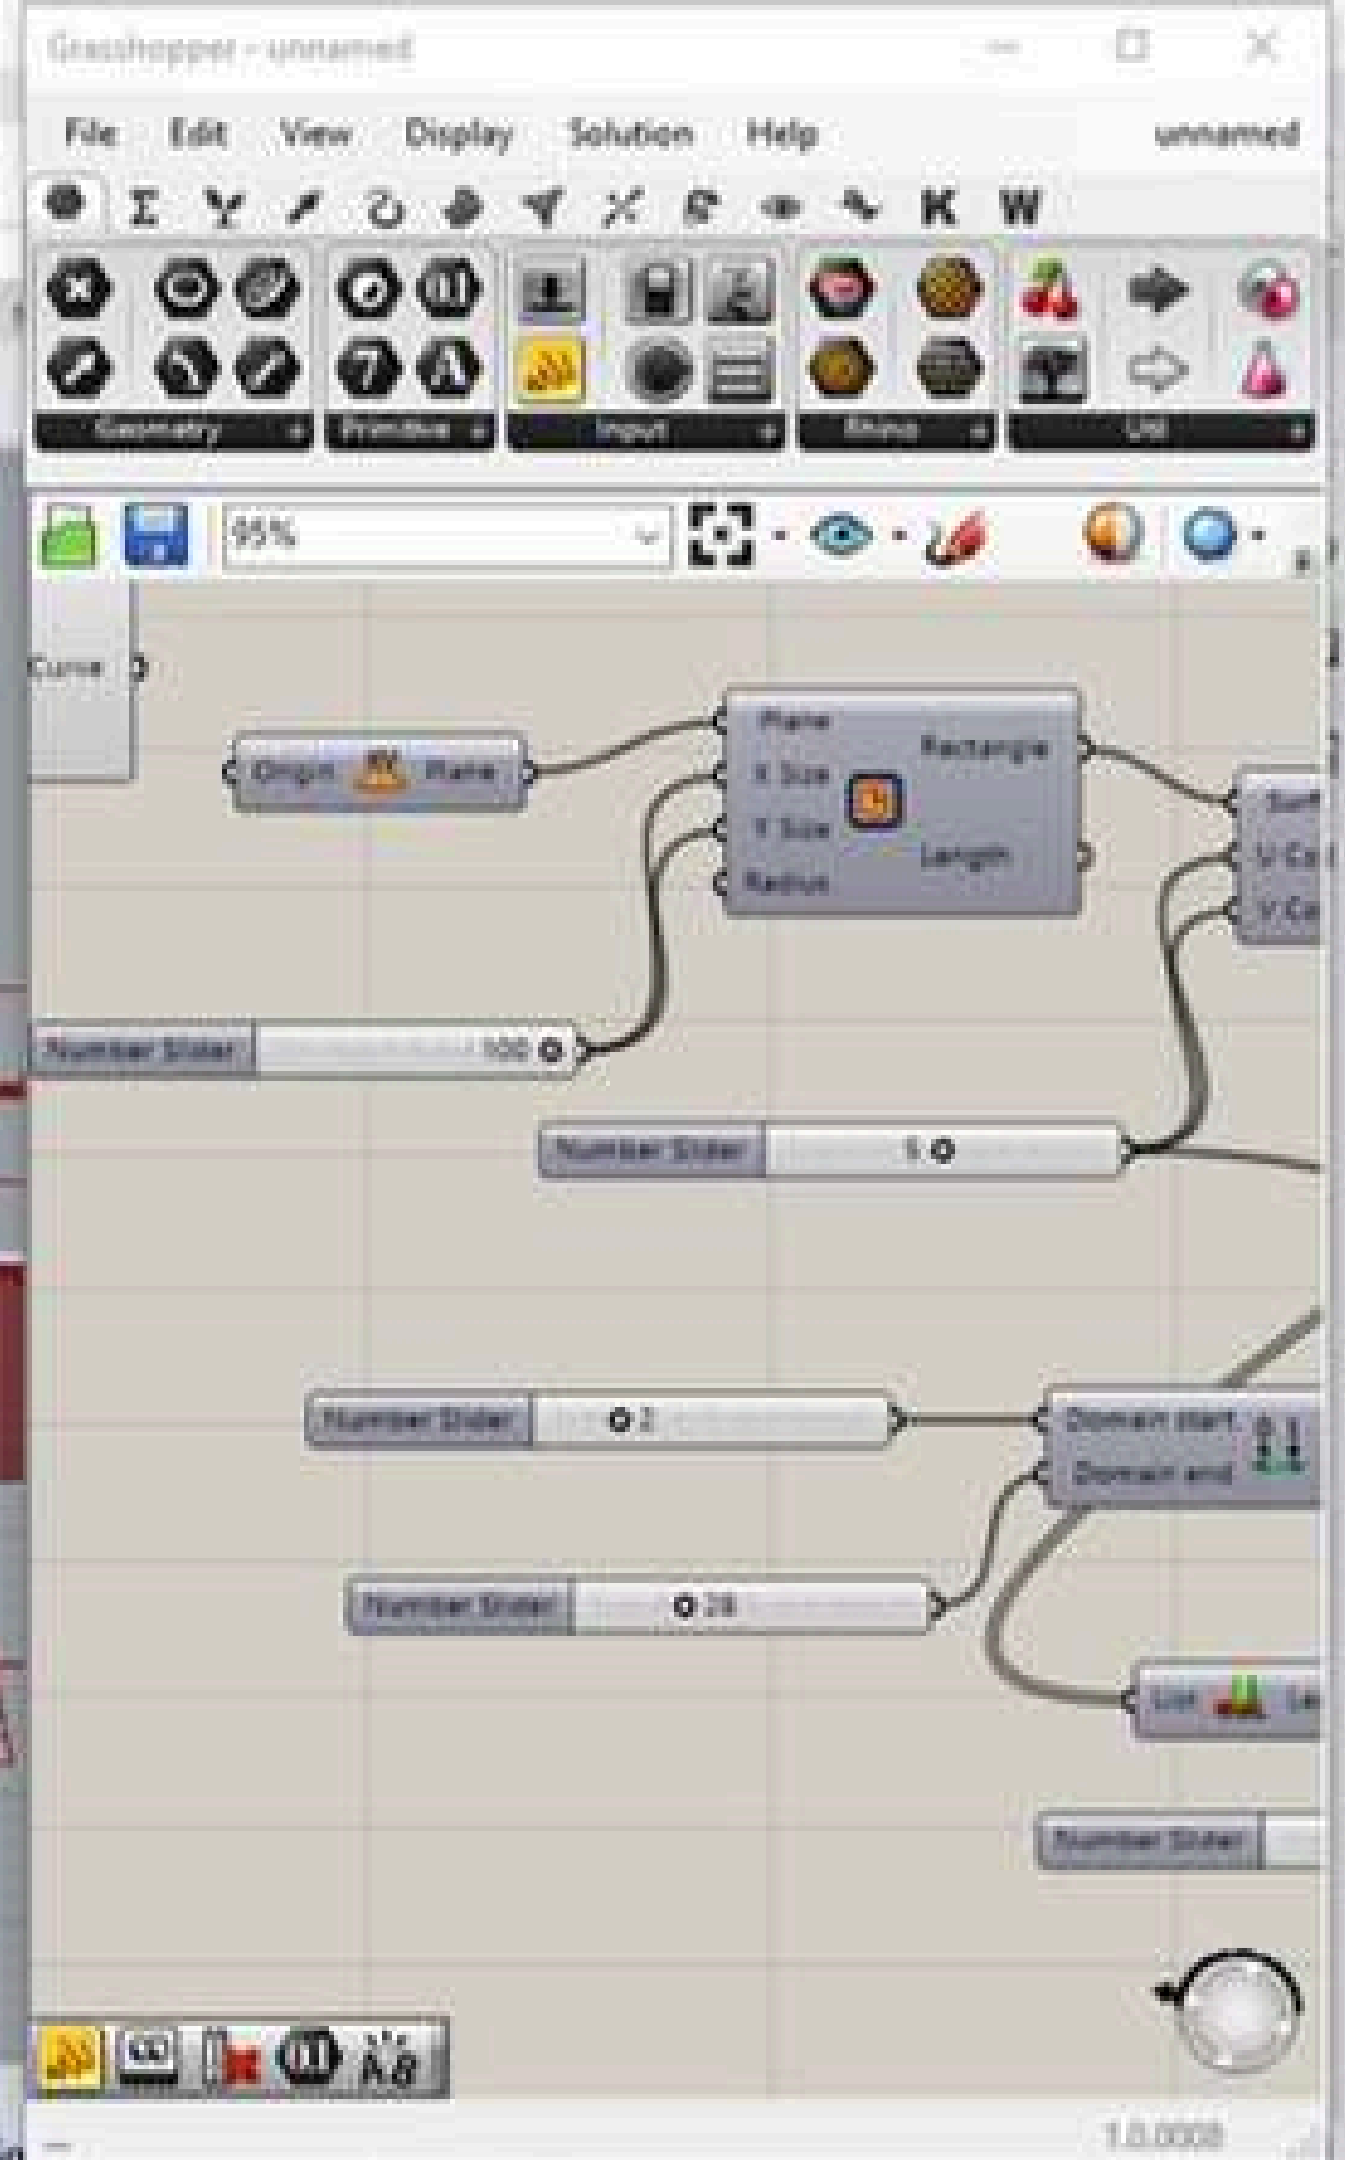 Grasshopper - unnamed
File Edit View Display Solution Help unnamed
K W
Geometry Primitive Input Rhino
95%
Curve
Plane
Rectangle
Origin XY Plane
X Size
Y Size
Length
Radius
Number Slider 100
Number Slider
Number Slider 2
Domain start
Domain end
Number Slider 28
List
Number Slider
1.0.0008